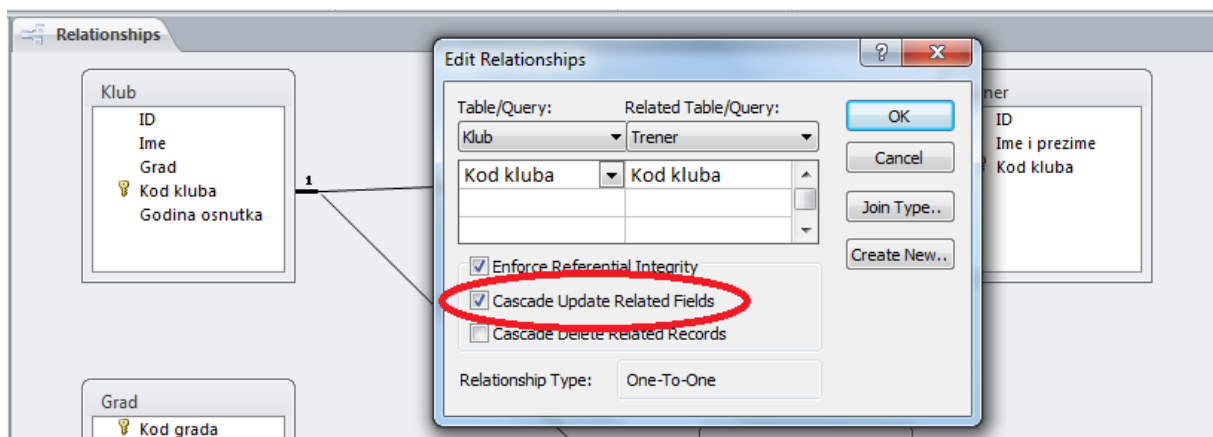 Relationships
Klub
ID
Ime
Grad
Kod kluba
Godina osnutka
1
Edit Relationships
?
X
Table/Query:
Related Table/Query:
Klub
Trener
Kod kluba
Kod kluba
Enforce Referential Integrity
Cascade Update Related Fields
Cascade Delete Related Records
Relationship Type:
One-To-One
OK
Cancel
Join Type..
Create New..
ner
ID
Ime i prezime
Kod kluba
Grad
Kod grada